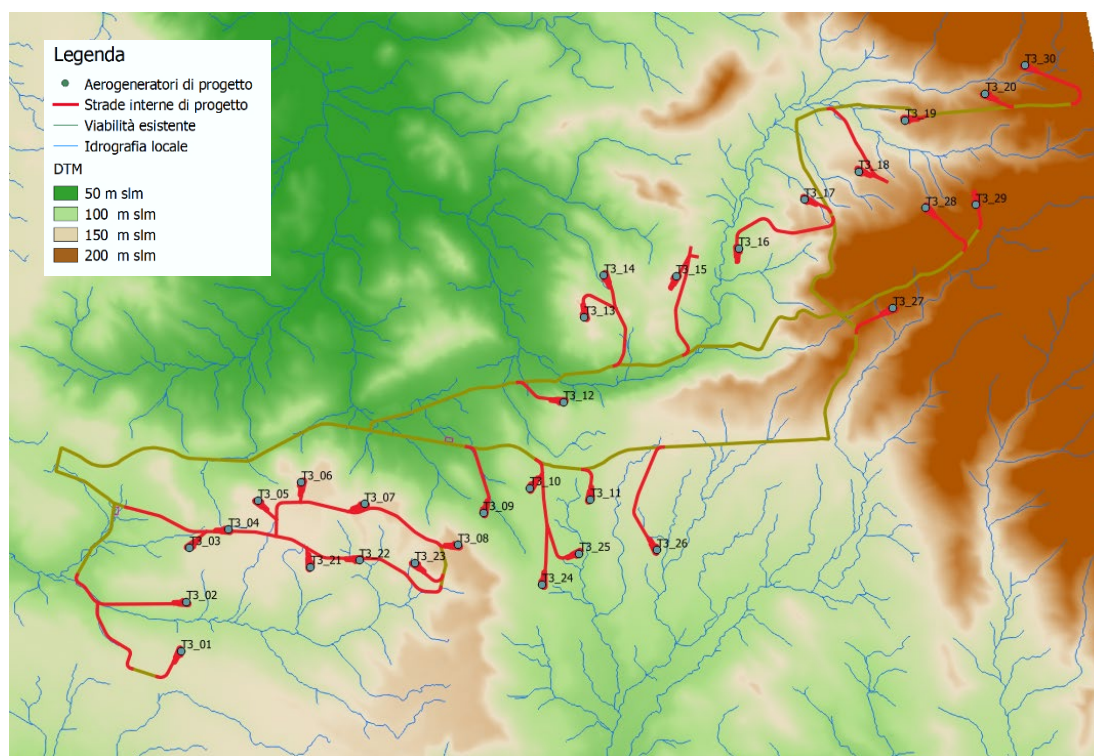 Legenda
Aerogeneratori di progetto
Strade interne di progetto
Viabilità esistente
Idrografia locale
DTM
50 m slm
100 m slm
150 m slm
200 m slm
T3_30
T3_20
T3_19
T3_18
T3_17
T3_28
T3_29
T3_16
T3_14
T3_15
T3_13
T3_27
T3_12
T3_06
T3_05
T3_07
T3_10
T3_11
T3_09
T3_04
T3_03
T3_08
T3_21
T3_22
T3_23
T3_25
T3_26
T3_24
T3_02
T3_01